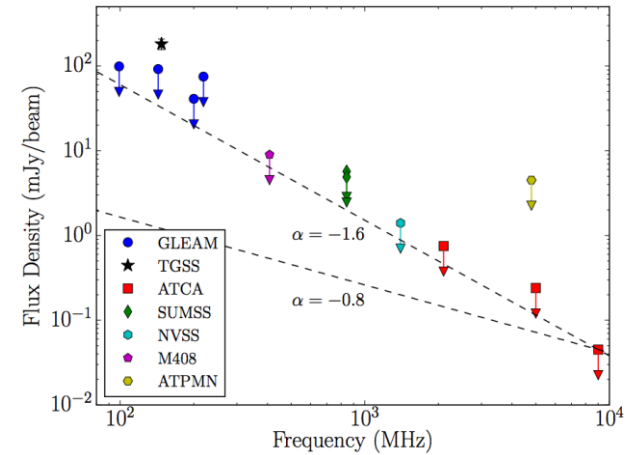 Flux Density (mJy/beam)
10²
10¹
10⁰
10⁻¹
10⁻²
α = −1.6
α = −0.8
GLEAM
TGSS
ATCA
SUMSS
NVSS
M408
ATPMN
10² 10³ 10⁴
Frequency (MHz)